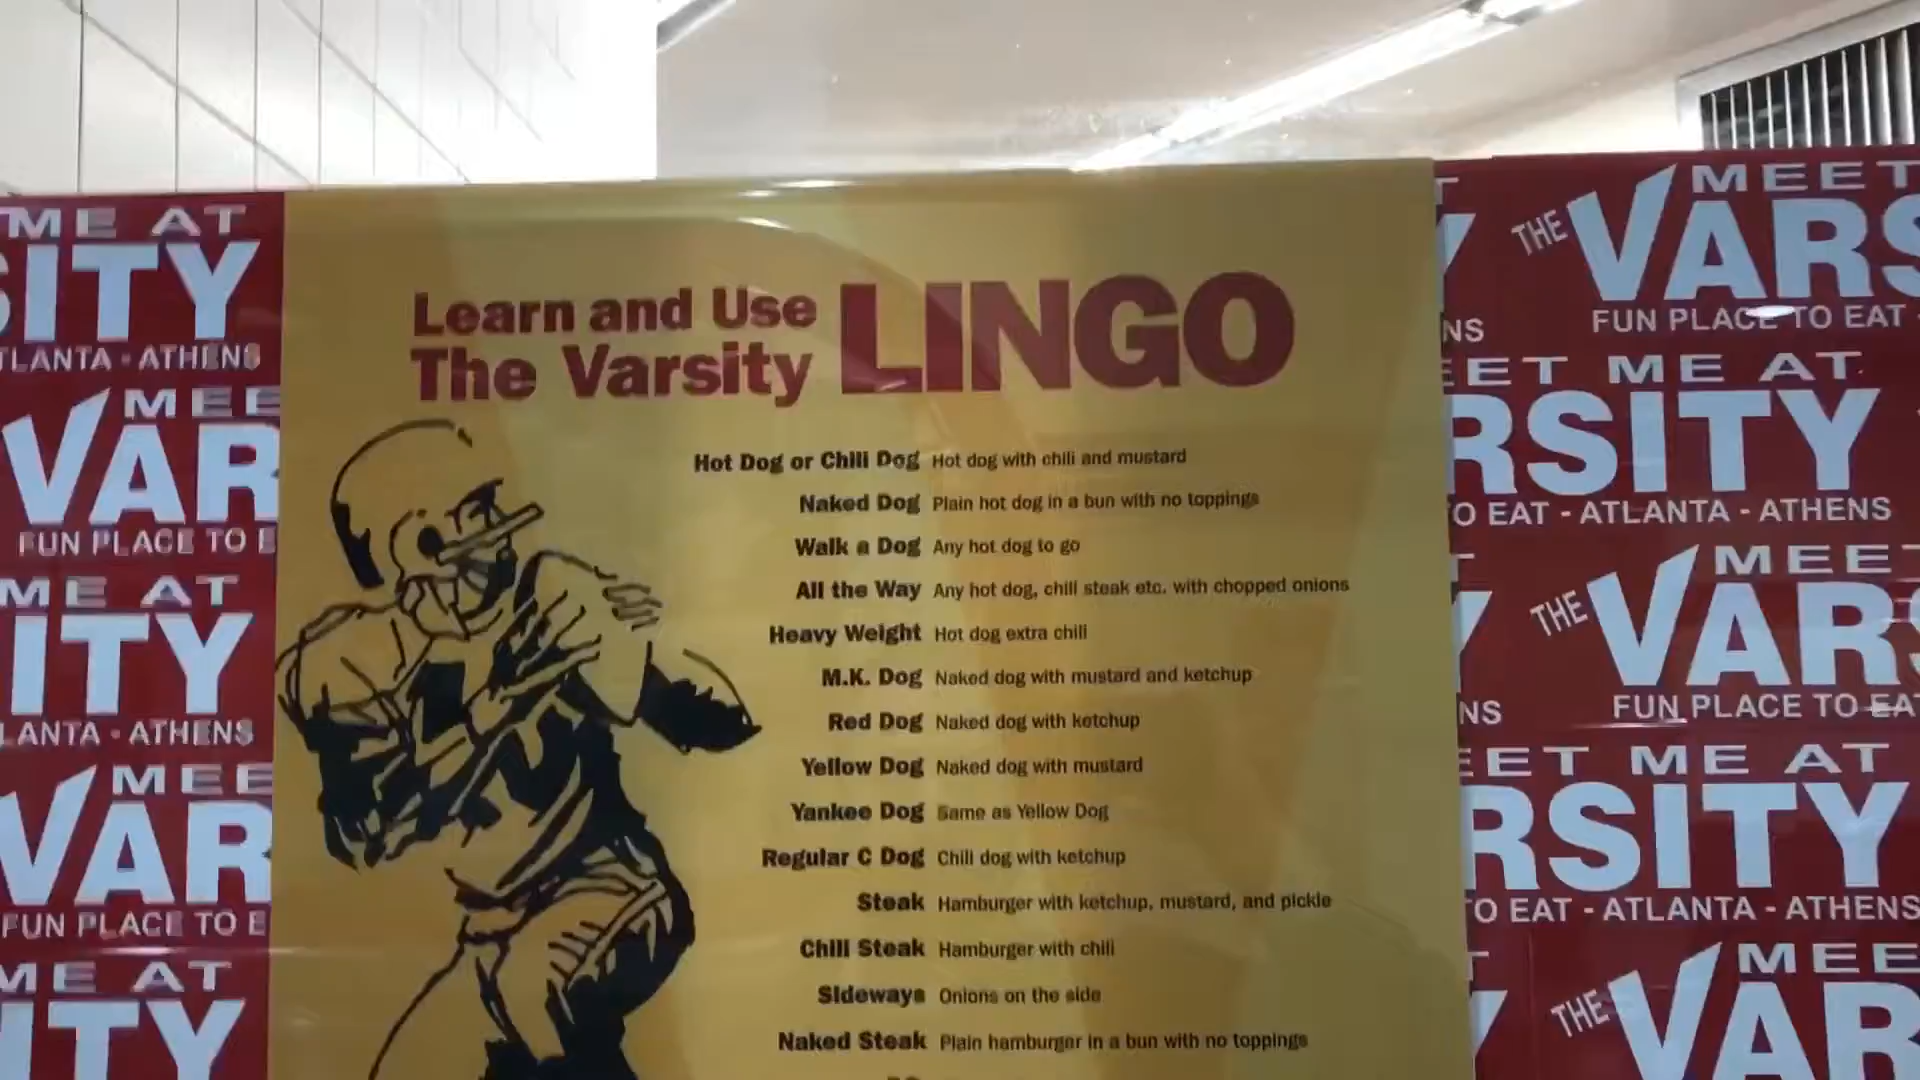 Learn and Use
The Varsity
LINGO
Hot Dog or Chili Dog Hot dog with chili and mustard
Naked Dog Plain hot dog in a bun with no toppings
Walk a Dog Any hot dog to go
All the Way Any hot dog, chili steak etc. with chopped onions
Heavy Weight Hot dog extra chili
M.K. Dog Naked dog with mustard and ketchup
Red Dog Naked dog with ketchup
Yellow Dog Naked dog with mustard
Yankee Dog Same as Yellow Dog
Regular C Dog Chili dog with ketchup
Steak Hamburger with ketchup, mustard, and pickle
Chili Steak Hamburger with chili
Sideways Onions on the side
Naked Steak Plain hamburger in a bun with no toppings
ME AT
SITY
TLANTA - ATHENS
MEE
VAR
FUN PLACE TO E
ME AT
ITY
LANTA - ATHENS
MEE
VAR
FUN PLACE TO E
ME AT
ITY
MEET
THE VARS
NS FUN PLACE TO EAT -
EET ME AT
RSITY
TO EAT - ATLANTA - ATHENS
MEET
THE VARS
NS FUN PLACE TO EAT
EET ME AT
RSITY
TO EAT - ATLANTA - ATHENS
MEE
THE VAR